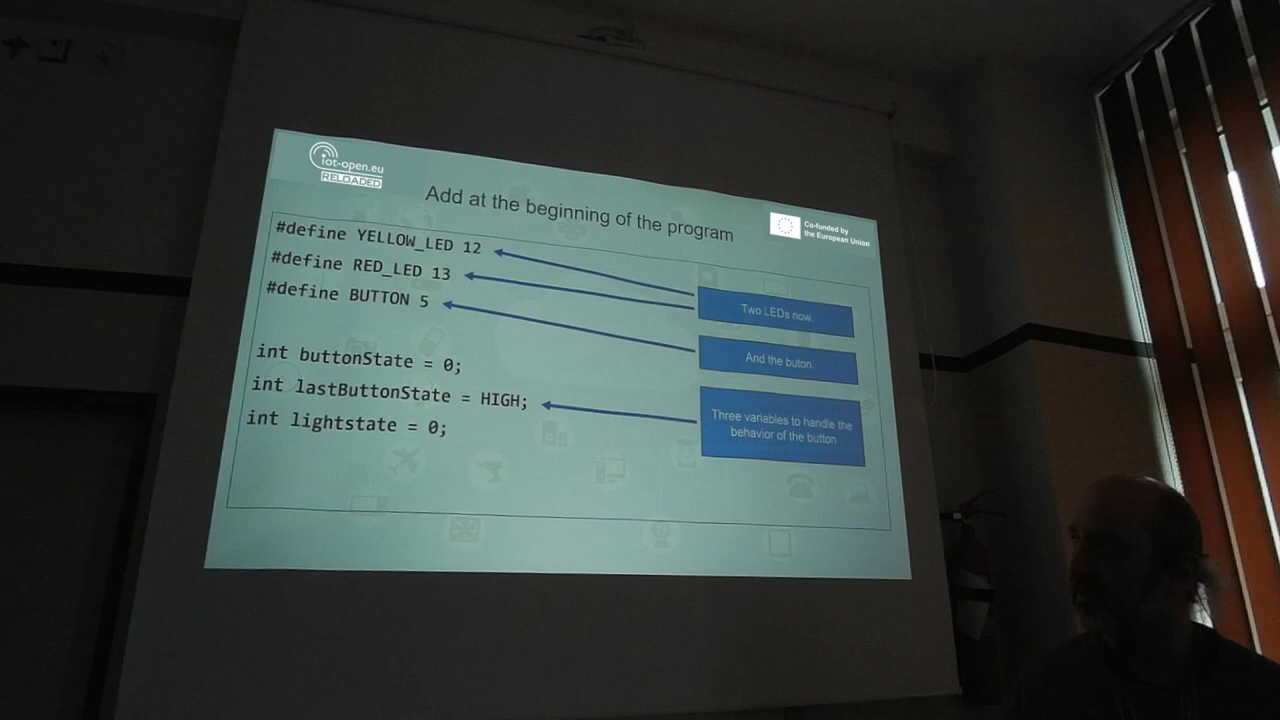 iot-open.eu
RELOADED
Add at the beginning of the program
Co-funded by
the European Union
#define YELLOW_LED 12
#define RED_LED 13
#define BUTTON 5
int buttonState = 0;
int lastButtonState = HIGH;
int lightstate = 0;
Two LEDs now.
And the buton.
Three variables to handle the
behavior of the button